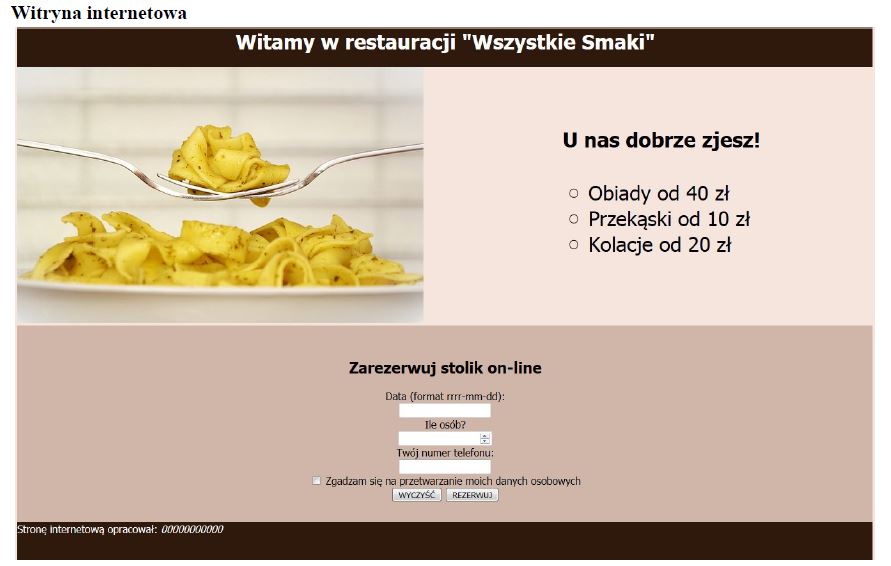 Witryna internetowa
Witamy w restauracji "Wszystkie Smaki"
U nas dobrze zjesz!
Obiady od 40 zł
Przekąski od 10 zł
Kolacje od 20 zł
Zarezerwuj stolik on-line
Data (format rrrr-mm-dd):
Ile osób?
Twój numer telefonu:
Zgadzam się na przetwarzanie moich danych osobowych
WYCZYŚĆ REZERWUJ
Stronę internetową opracował: 00000000000